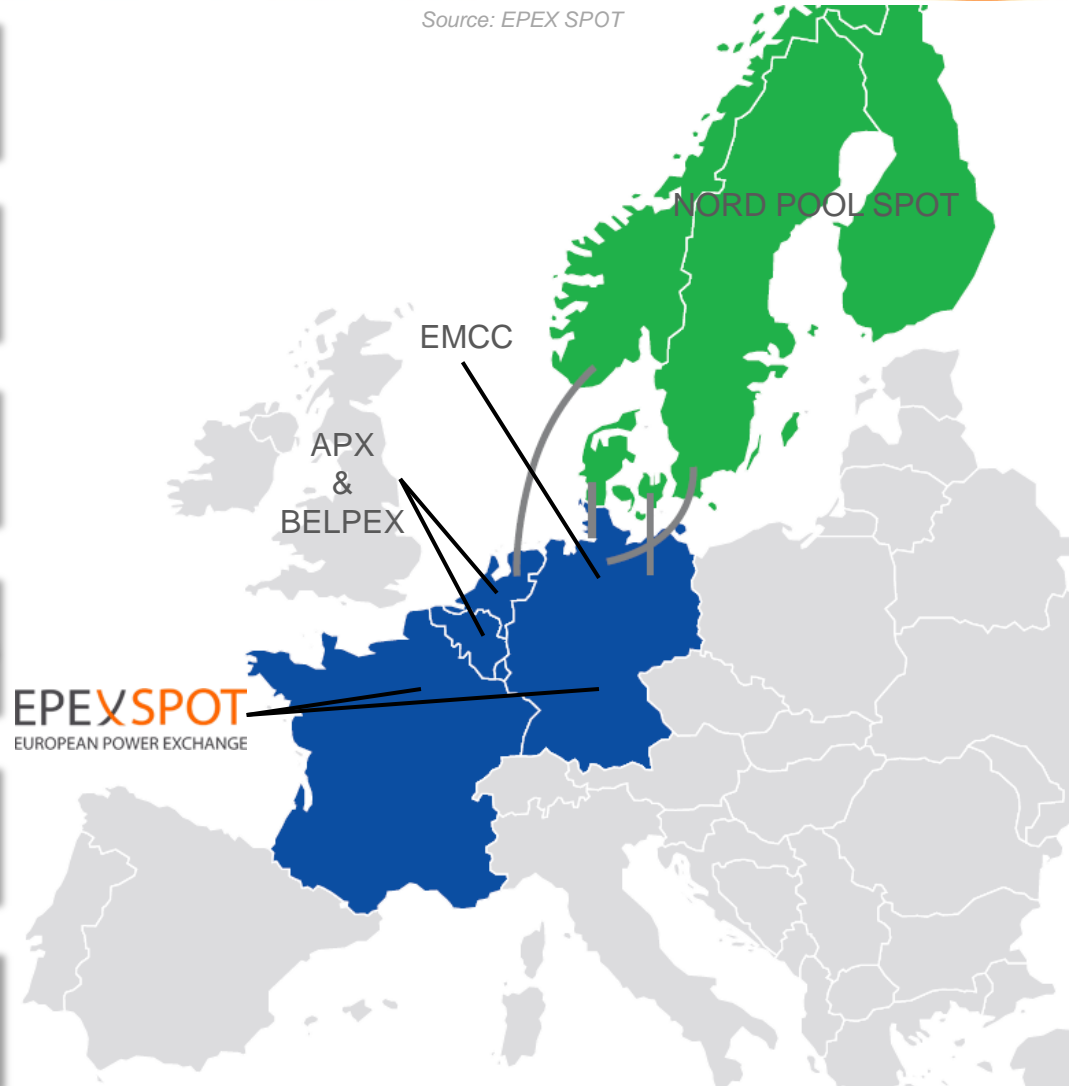 Source: EPEX SPOT
NORD POOL SPOT
EMCC
APX
&
BELPEX
EPEXSPOT
EUROPEAN POWER EXCHANGE